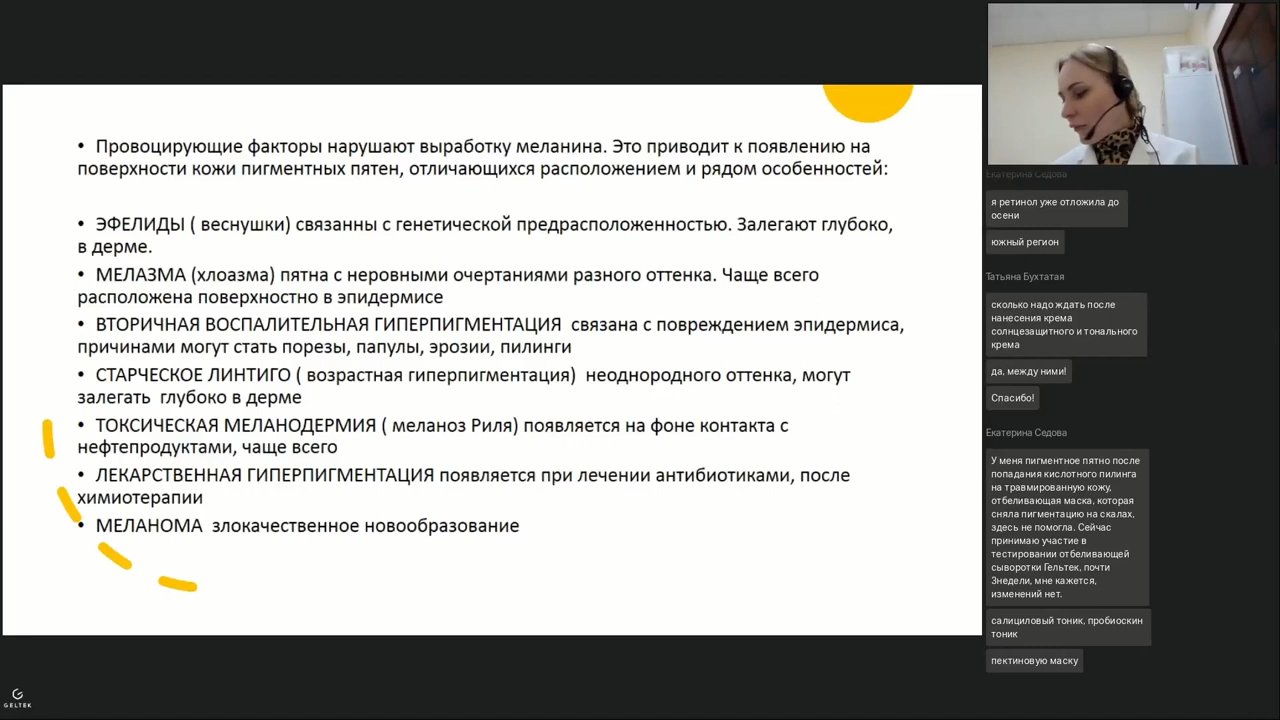 • Провоцирующие факторы нарушают выработку меланина. Это приводит к появлению на
поверхности кожи пигментных пятен, отличающихся расположением и рядом особенностей:
• ЭФЕЛИДЫ ( веснушки) связанны с генетической предрасположенностью. Залегают глубоко,
в дерме.
• МЕЛАЗМА (хлоазма) пятна с неровными очертаниями разного оттенка. Чаще всего
расположена поверхностно в эпидермисе
• ВТОРИЧНАЯ ВОСПАЛИТЕЛЬНАЯ ГИПЕРПИГМЕНТАЦИЯ связана с повреждением эпидермиса,
причинами могут стать порезы, папулы, эрозии, пилинги
• СТАРЧЕСКОЕ ЛИНТИГО ( возрастная гиперпигментация) неоднородного оттенка, могут
залегать глубоко в дерме
• ТОКСИЧЕСКАЯ МЕЛАНОДЕРМИЯ ( меланоз Риля) появляется на фоне контакта с
нефтепродуктами, чаще всего
• ЛЕКАРСТВЕННАЯ ГИПЕРПИГМЕНТАЦИЯ появляется при лечении антибиотиками, после
химиотерапии
• МЕЛАНОМА злокачественное новообразование
GELTEK
Екатерина Седова
я ретинол уже отложила до
осени
южный регион
Татьяна Бухтатая
сколько надо ждать после
нанесения крема
солнцезащитного и тонального
крема
да, между ними!
Спасибо!
Екатерина Седова
У меня пигментное пятно после
попадания кислотного пилинга
на травмированную кожу,
отбеливающая маска, которая
сняла пигментацию на скалах,
здесь не помогла. Сейчас
принимаю участие в
тестировании отбеливающей
сыворотки Гельтек, почти
3недели, мне кажется,
изменений нет.
салициловый тоник, пробиоскин
тоник
пектиновую маску